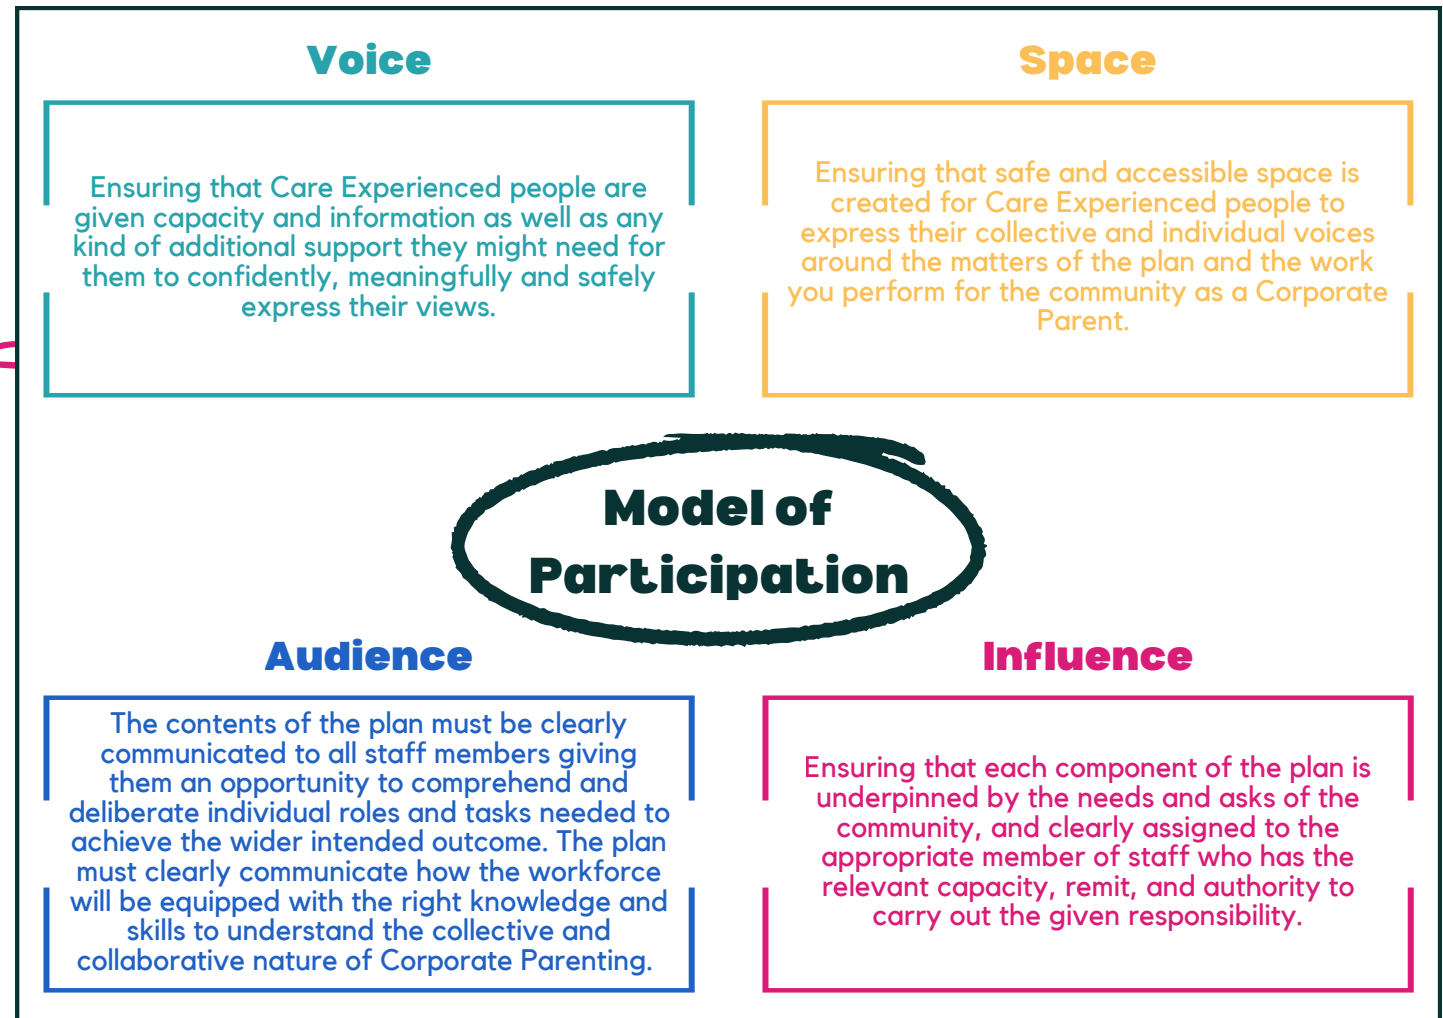 Voice
Ensuring that Care Experienced people are
given capacity and information as well as any
kind of additional support they might need for
them to confidently, meaningfully and safely
express their views.
Space
Ensuring that safe and accessible space is
created for Care Experienced people to
express their collective and individual voices
around the matters of the plan and the work
you perform for the community as a Corporate
Parent.
Model of
Participation
Audience
The contents of the plan must be clearly
communicated to all staff members giving
them an opportunity to comprehend and
deliberate individual roles and tasks needed to
achieve the wider intended outcome. The plan
must clearly communicate how the workforce
will be equipped with the right knowledge and
skills to understand the collective and
collaborative nature of Corporate Parenting.
Influence
Ensuring that each component of the plan is
underpinned by the needs and asks of the
community, and clearly assigned to the
appropriate member of staff who has the
relevant capacity, remit, and authority to
carry out the given responsibility.